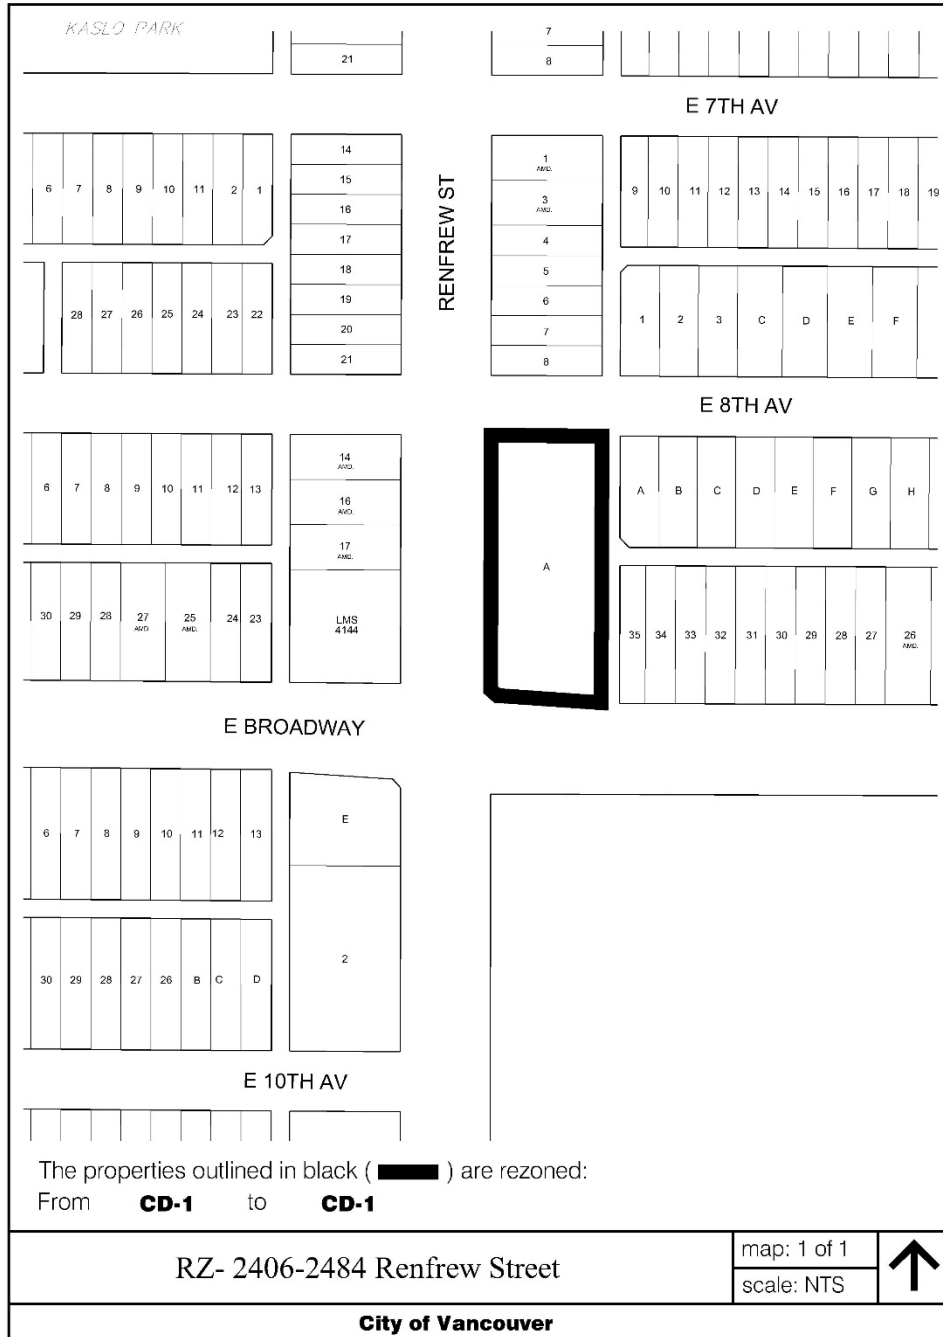 KASLO PARK
21
7
8
E 7TH AV
6 7 8 9 10 11 2 1
14
15
16
17
18
19
20
21
RENFREW ST
1
AMD.
3
AMD.
4
5
6
7
8
9 10 11 12 13 14 15 16 17 18 19
28 27 26 25 24 23 22
1 2 3 C D E F
E 8TH AV
6 7 8 9 10 11 12 13
14
AMD.
16
AMD.
17
AMD.
LMS
4144
A
A B C D E F G H
30 29 28 27 25 24 23
AMD. AMD.
35 34 33 32 31 30 29 28 27 26
AMD.
E BROADWAY
6 7 8 9 10 11 12 13
E
2
30 29 28 27 26 B C D
E 10TH AV
The properties outlined in black ( ) are rezoned:
From CD-1 to CD-1
RZ- 2406-2484 Renfrew Street
map: 1 of 1
scale: NTS
City of Vancouver